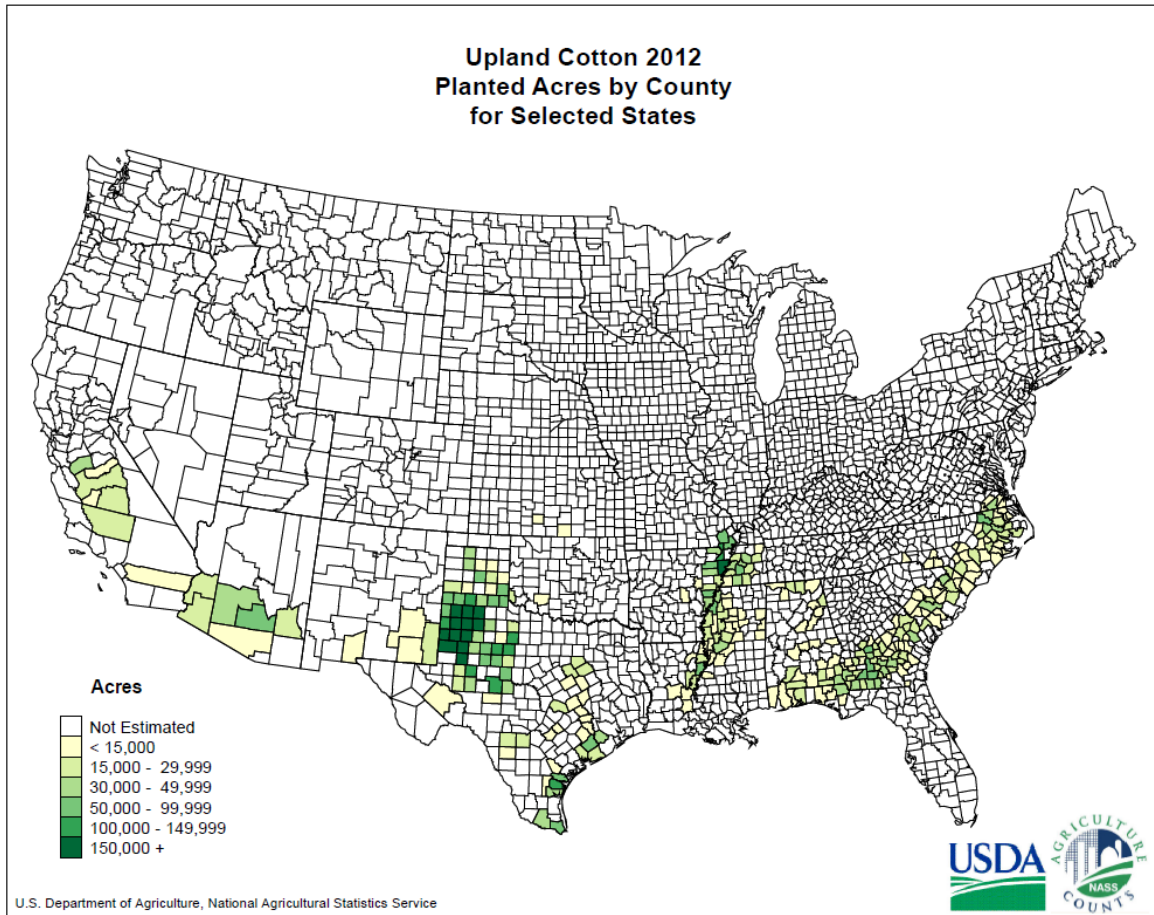 Upland Cotton 2012
Planted Acres by County
for Selected States
Acres
Not Estimated
< 15,000
15,000 - 29,999
30,000 - 49,999
50,000 - 99,999
100,000 - 149,999
150,000 +
USDA
AGRICULTURE
NASS
COUNTS
U.S. Department of Agriculture, National Agricultural Statistics Service